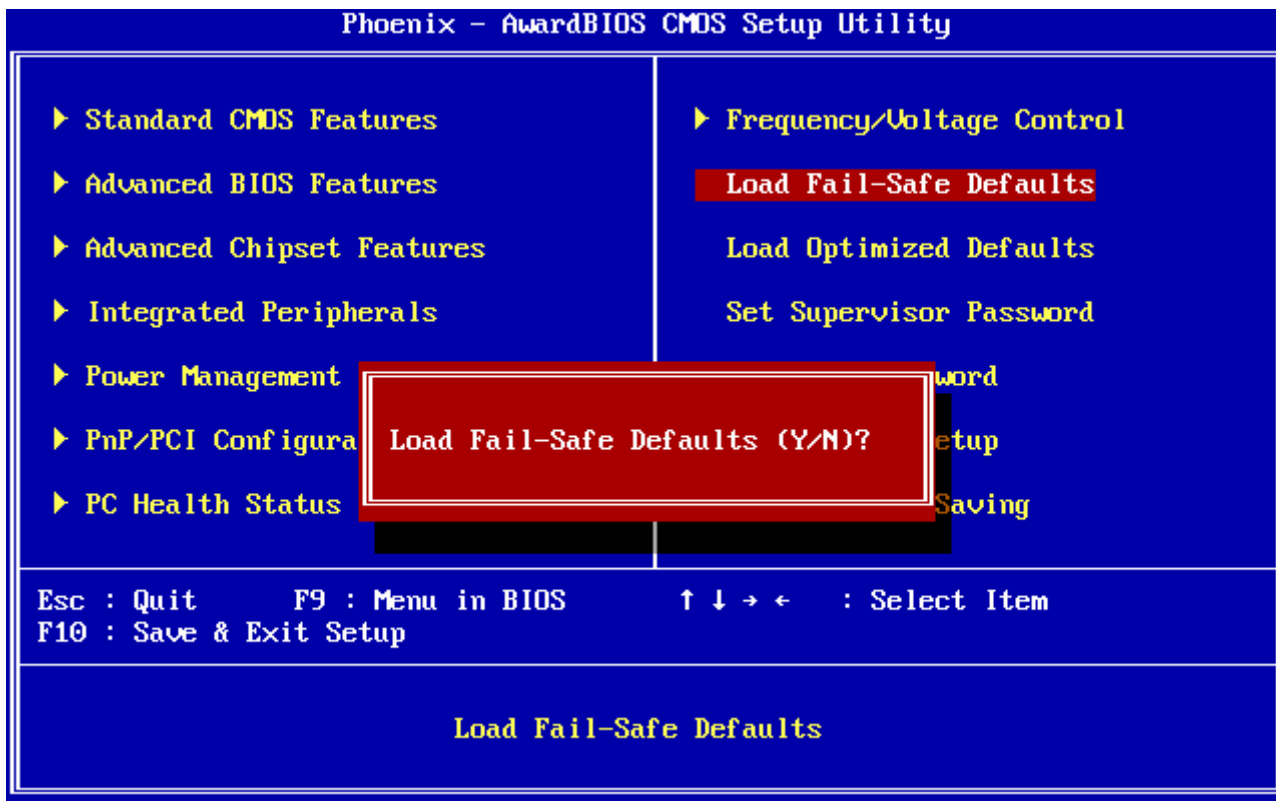 Phoenix - AwardBIOS CMOS Setup Utility
Standard CMOS Features
Advanced BIOS Features
Advanced Chipset Features
Integrated Peripherals
Power Management
PnP/PCI Configura
PC Health Status
Frequency/Voltage Control
Load Fail-Safe Defaults
Load Optimized Defaults
Set Supervisor Password
word
etup
Saving
Load Fail-Safe Defaults (Y/N)?
Esc : Quit F9 : Menu in BIOS ↑ ↓ → ← : Select Item
F10 : Save & Exit Setup
Load Fail-Safe Defaults